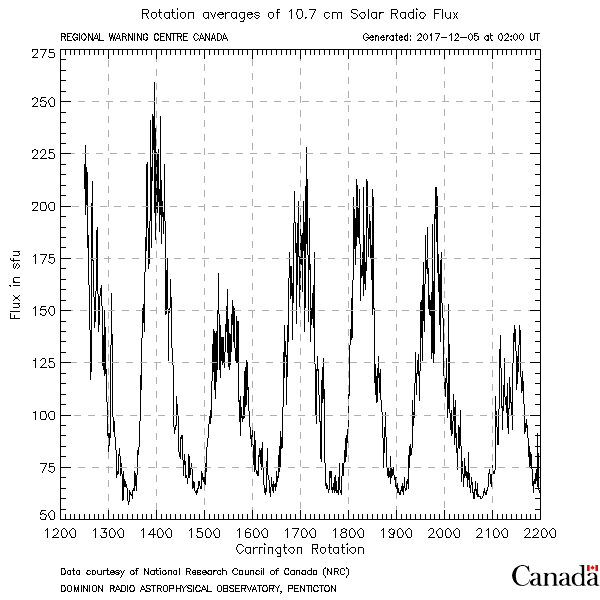 Rotation averages of 10.7 cm Solar Radio Flux
REGIONAL WARNING CENTRE CANADA
Generated: 2017-12-05 at 02:00 UT
275
250
225
200
175
150
125
100
75
50
Flux in sfu
1200 1300 1400 1500 1600 1700 1800 1900 2000 2100 2200
Carrington Rotation
Data courtesy of National Research Council of Canada (NRC)
DOMINION RADIO ASTROPHYSICAL OBSERVATORY, PENTICTON
Canada